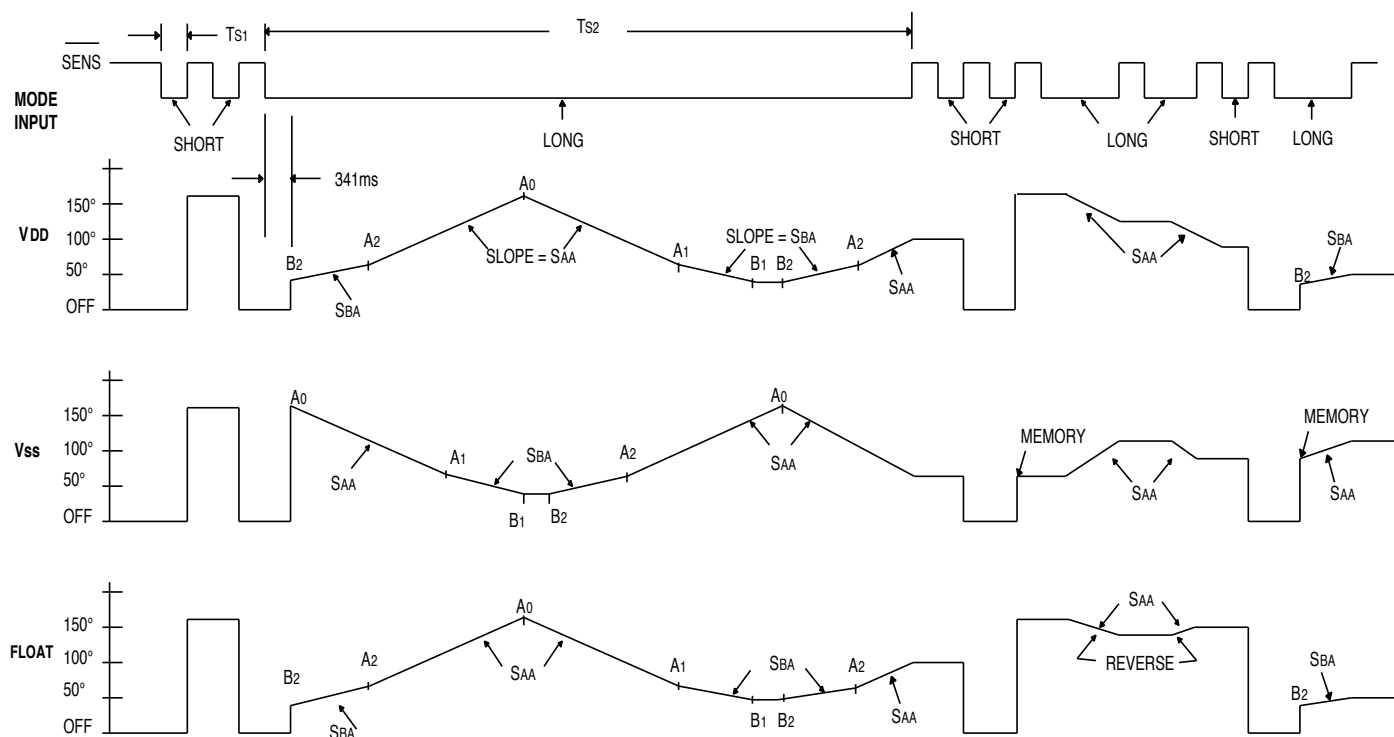 TS1
TS2
SENS
MODE
INPUT
SHORT
LONG
SHORT
LONG
SHORT
LONG
341ms
VDD
150°
100°
50°
OFF
B2
A2
A0
A1
B1
B2
A2
SBA
SLOPE = SAA
SLOPE = SBA
SAA
SAA
B2
SBA
Vss
150°
100°
50°
OFF
A0
A1
B1
B2
A2
A0
SAA
SBA
SAA
MEMORY
SAA
MEMORY
SAA
FLOAT
150°
100°
50°
OFF
B2
A2
A0
A1
B1
B2
A2
SBA
SAA
SBA
SAA
SAA
REVERSE
B2
SBA